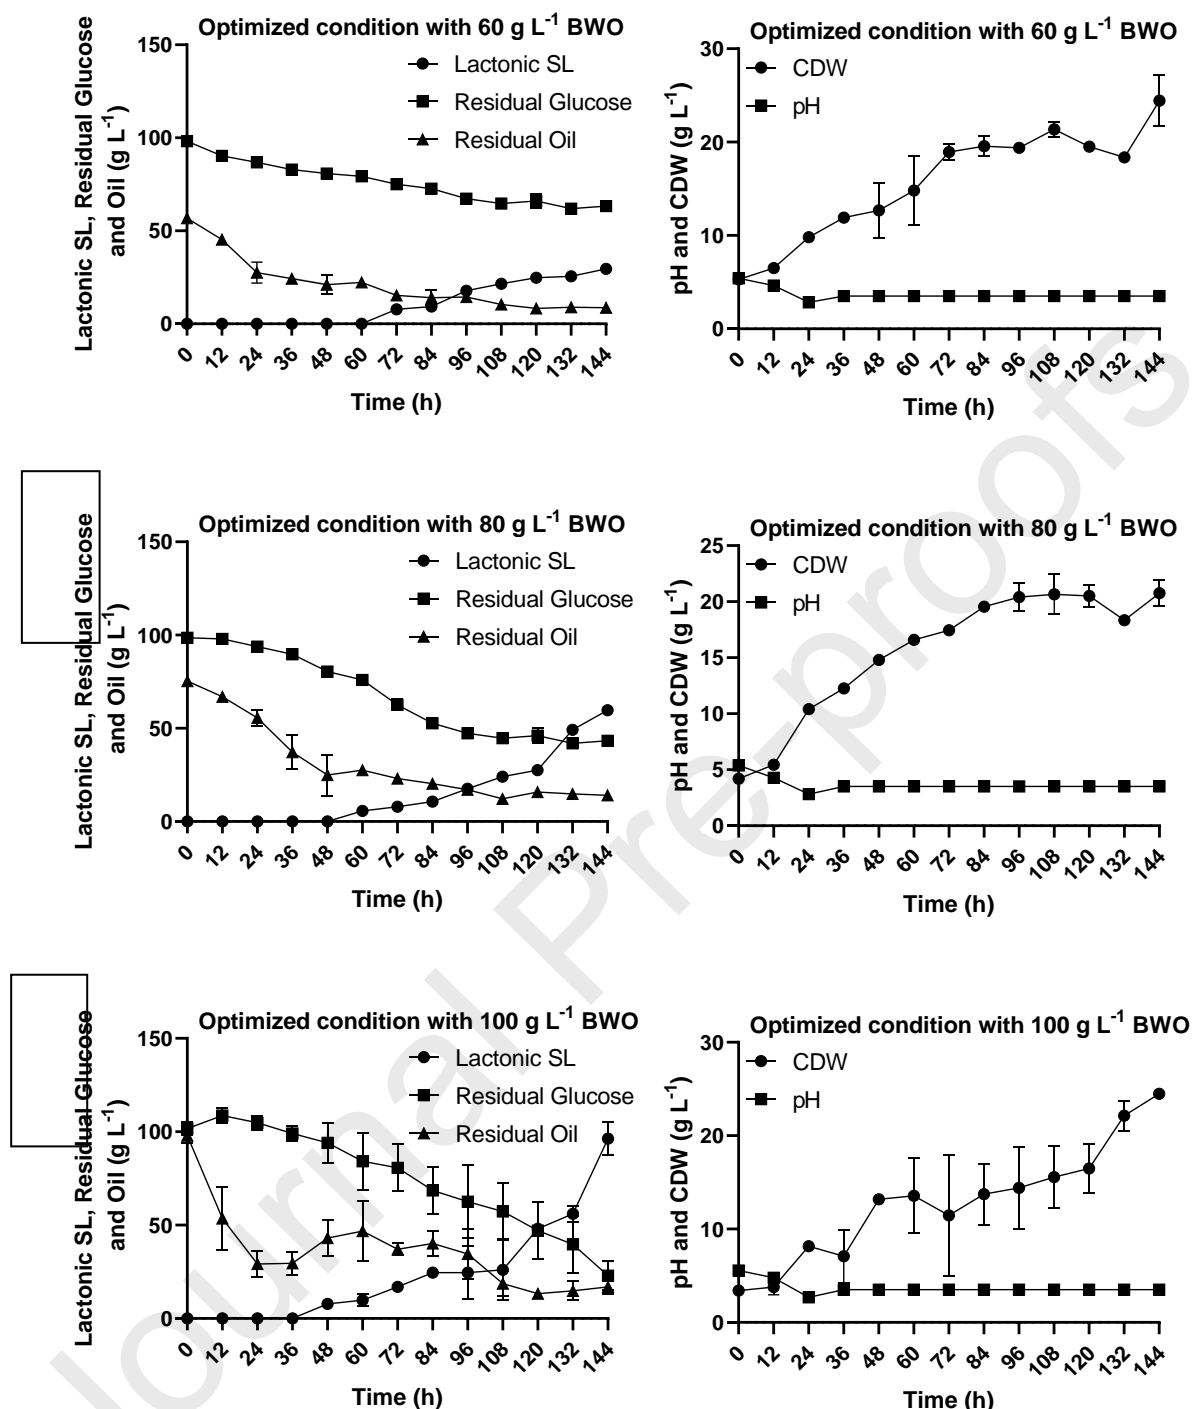 Optimized condition with 60 g L-1 BWO
Lactonic SL
Residual Glucose
Residual Oil
Lactonic SL, Residual Glucose
and Oil (g L-1)
150
100
50
0
0 12 24 36 48 60 72 84 96 108 120 132 144
Time (h)
Optimized condition with 60 g L-1 BWO
CDW
pH
pH and CDW (g L-1)
30
20
10
0
0 12 24 36 48 60 72 84 96 108 120 132 144
Time (h)
Optimized condition with 80 g L-1 BWO
Lactonic SL
Residual Glucose
Residual Oil
Lactonic SL, Residual Glucose
and Oil (g L-1)
150
100
50
0
0 12 24 36 48 60 72 84 96 108 120 132 144
Time (h)
Optimized condition with 80 g L-1 BWO
CDW
pH
pH and CDW (g L-1)
25
20
15
10
5
0
0 12 24 36 48 60 72 84 96 108 120 132 144
Time (h)
Optimized condition with 100 g L-1 BWO
Lactonic SL
Residual Glucose
Residual Oil
Lactonic SL, Residual Glucose
and Oil (g L-1)
150
100
50
0
0 12 24 36 48 60 72 84 96 108 120 132 144
Time (h)
Optimized condition with 100 g L-1 BWO
CDW
pH
pH and CDW (g L-1)
30
20
10
0
0 12 24 36 48 60 72 84 96 108 120 132 144
Time (h)
Journal Pre-proofs